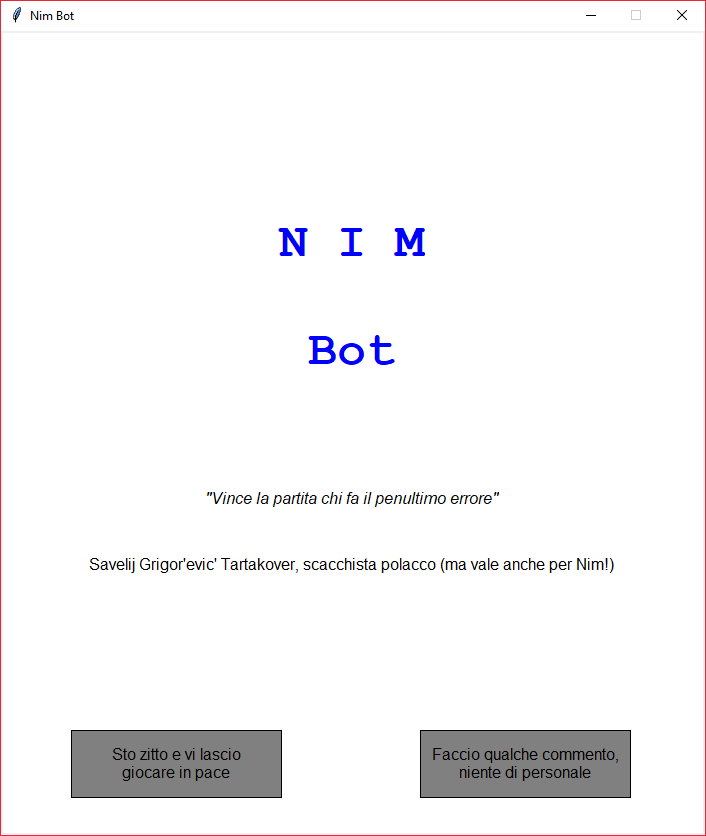 Nim Bot
N I M
Bot
"Vince la partita chi fa il penultimo errore"
Savelij Grigor'evic' Tartakover, scacchista polacco (ma vale anche per Nim!)
Sto zitto e vi lascio
giocare in pace
Faccio qualche commento,
niente di personale